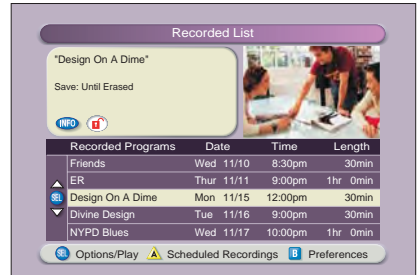 Recorded List
"Design On A Dime"
Save: Until Erased
INFO
Recorded Programs Date Time Length
Friends Wed 11/10 8:30pm 30min
ER Thur 11/11 9:00pm 1hr 0min
SEL Design On A Dime Mon 11/15 12:00pm 30min
Divine Design Tue 11/16 9:00pm 30min
NYPD Blues Wed 11/17 10:00pm 1hr 0min
SEL Options/Play A Scheduled Recordings B Preferences